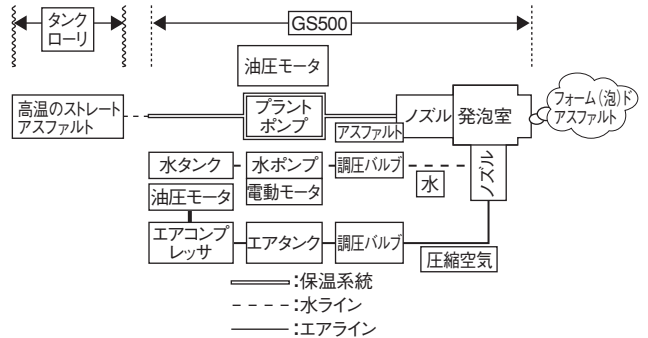 タンク
ローリ
GS500
油圧モータ
高温のストレート
アスファルト
プラント
ポンプ
アスファルト
ノズル
発泡室
フォーム(泡)ド
アスファルト
水タンク
水ポンプ
調圧バルブ
水
ノズル
油圧モータ
電動モータ
エアコンプ
レッサ
エアタンク
調圧バルブ
圧縮空気
:保温系統
:水ライン
:エアライン